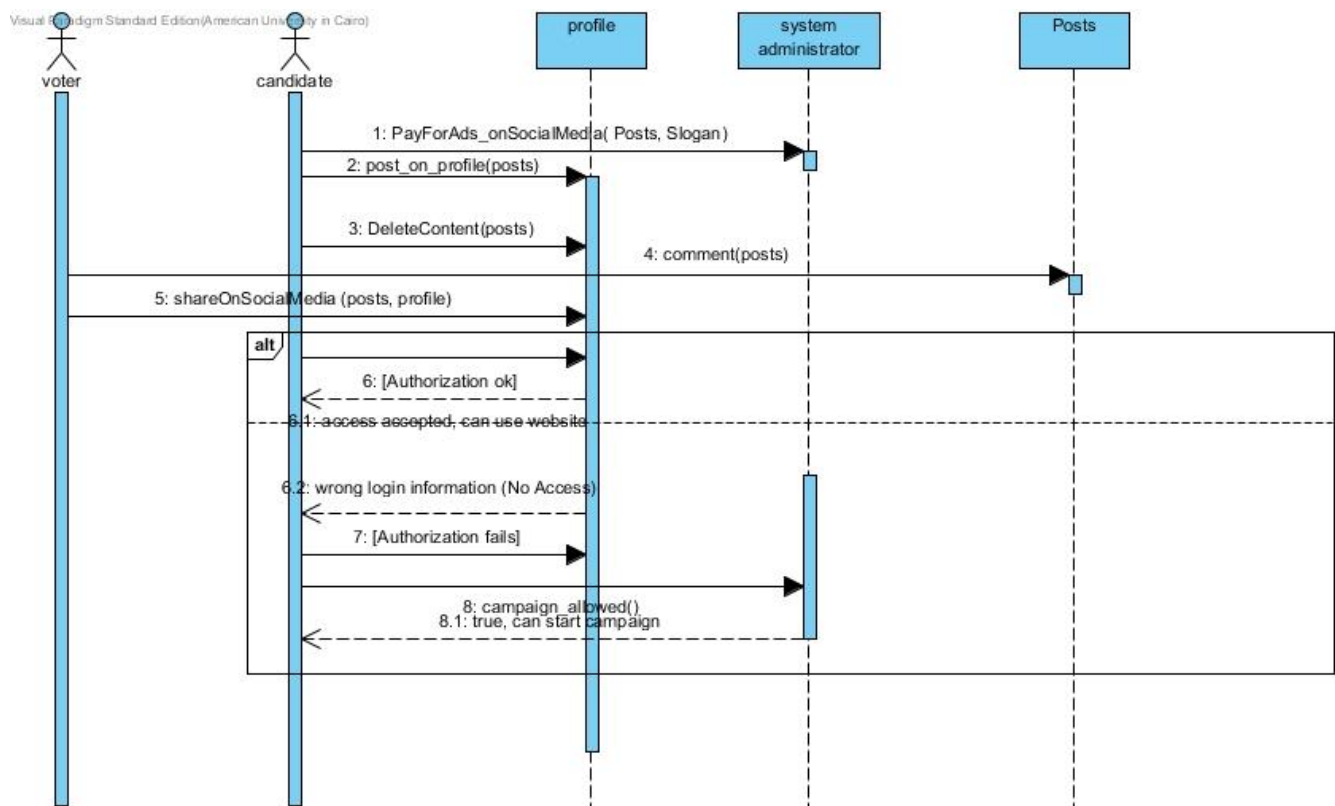 Visual Paradigm Standard Edition(American University in Cairo)
voter
candidate
profile
system
administrator
Posts
1: PayForAds_onSocialMedia( Posts, Slogan )
2: post_on_profile(posts)
3: DeleteContent(posts)
4: comment(posts)
5: shareOnSocialMedia (posts, profile)
alt
6: [Authorization ok]
6.1: access accepted, can use website
6.2: wrong login information (No Access)
7: [Authorization fails]
8: campaign_allowed()
8.1: true, can start campaign